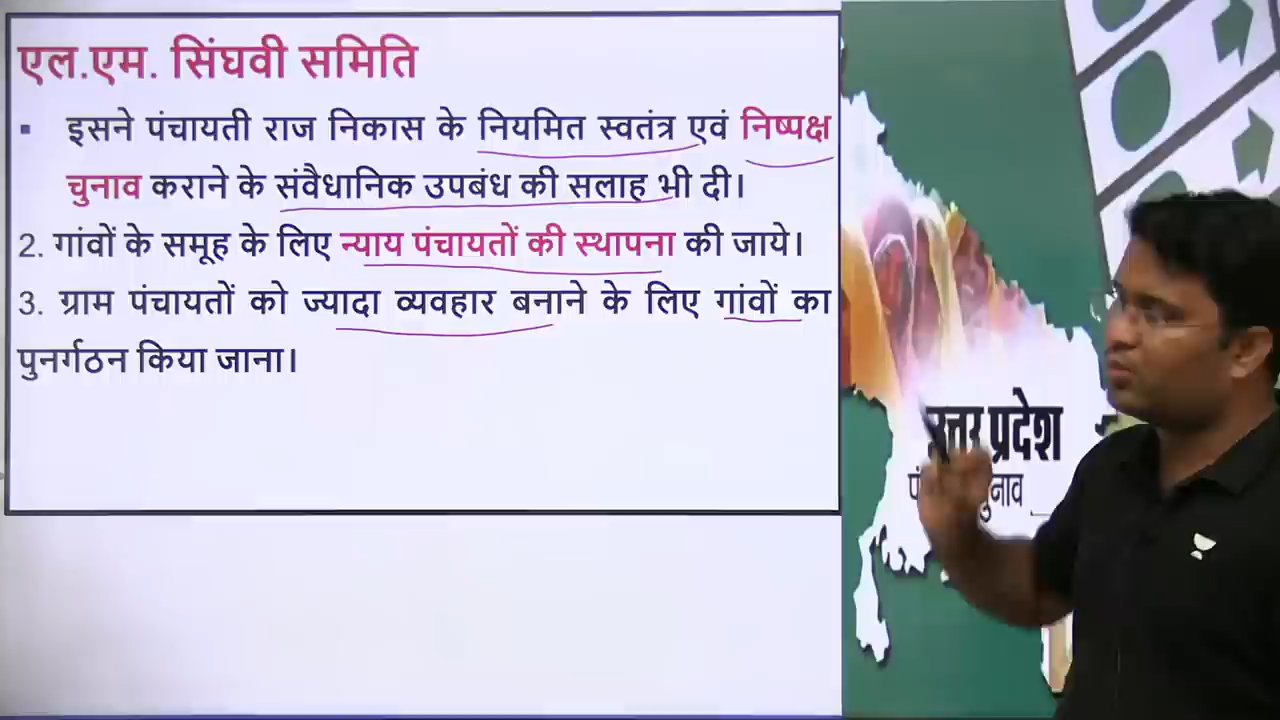 एल.एम. सिंघवी समिति
▪ इसने पंचायती राज निकास के नियमित स्वतंत्र एवं निष्पक्ष
चुनाव कराने के संवैधानिक उपबंध की सलाह भी दी।
2. गांवों के समूह के लिए न्याय पंचायतों की स्थापना की जाये।
3. ग्राम पंचायतों को ज्यादा व्यवहार बनाने के लिए गांवों का
पुनर्गठन किया जाना।
उत्तर प्रदेश